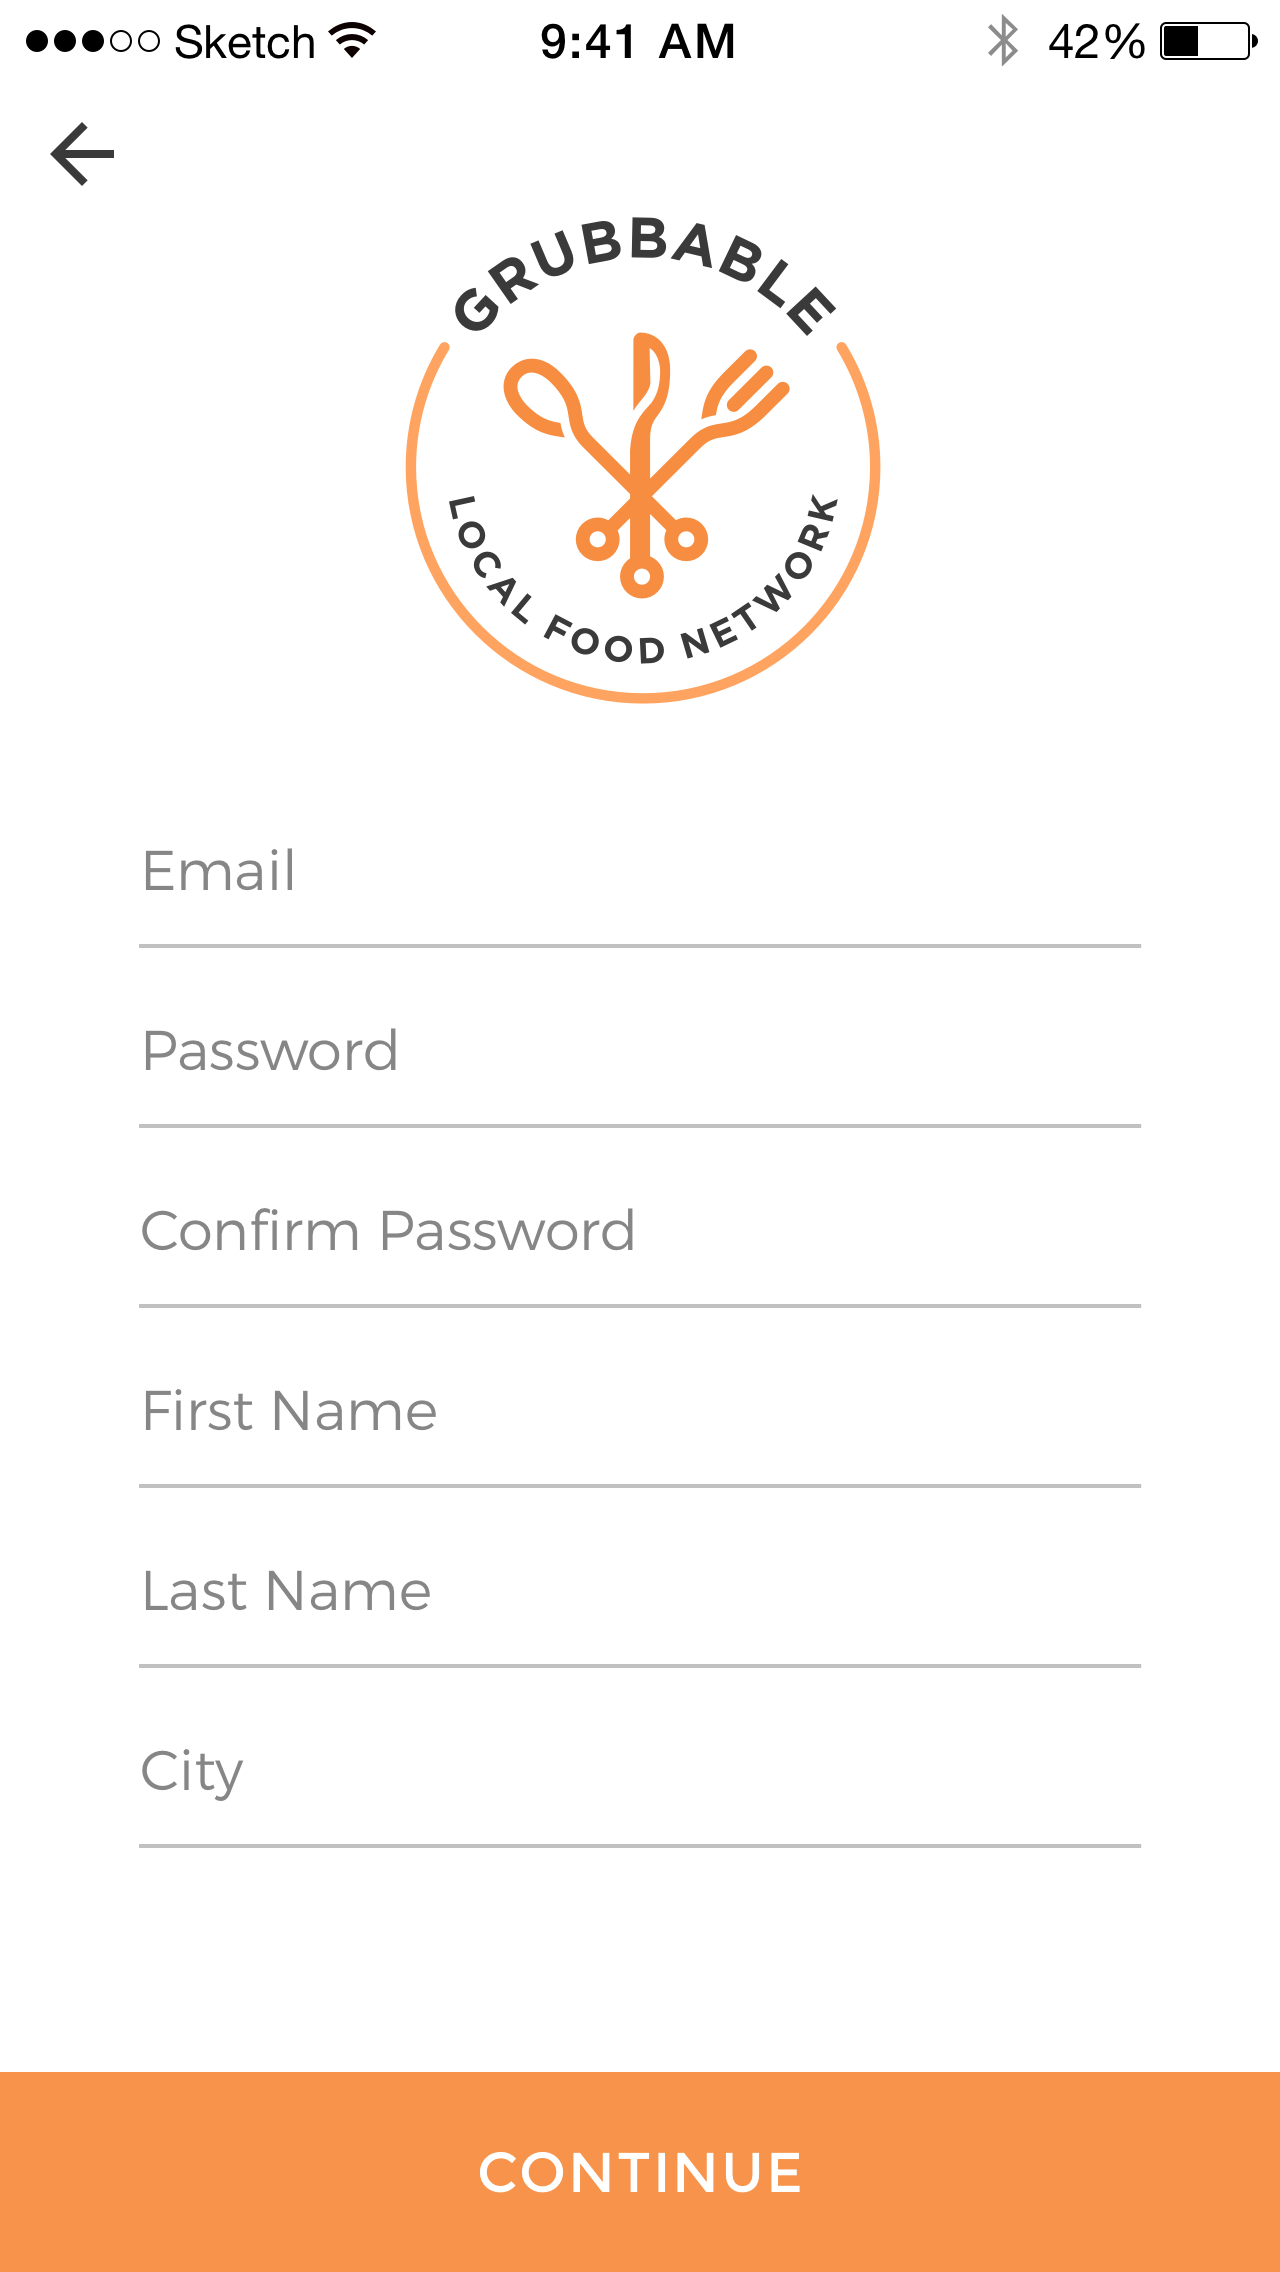 Sketch 9:41 AM 42%
GRUBBABLE
LOCAL FOOD NETWORK
Email
Password
Confirm Password
First Name
Last Name
City
CONTINUE